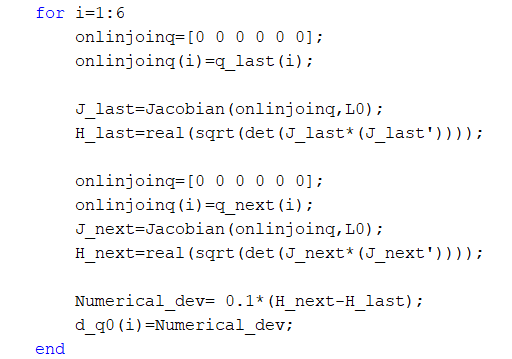 for i=1:6
onlinjoinq=[0 0 0 0 0 0];
onlinjoinq(i)=q_last(i);
J_last=Jacobian(onlinjoinq,L0);
H_last=real(sqrt(det(J_last*(J_last'))));
onlinjoinq=[0 0 0 0 0 0];
onlinjoinq(i)=q_next(i);
J_next=Jacobian(onlinjoinq,L0);
H_next=real(sqrt(det(J_next*(J_next'))));
Numerical_dev= 0.1*(H_next-H_last);
d_q0(i)=Numerical_dev;
end